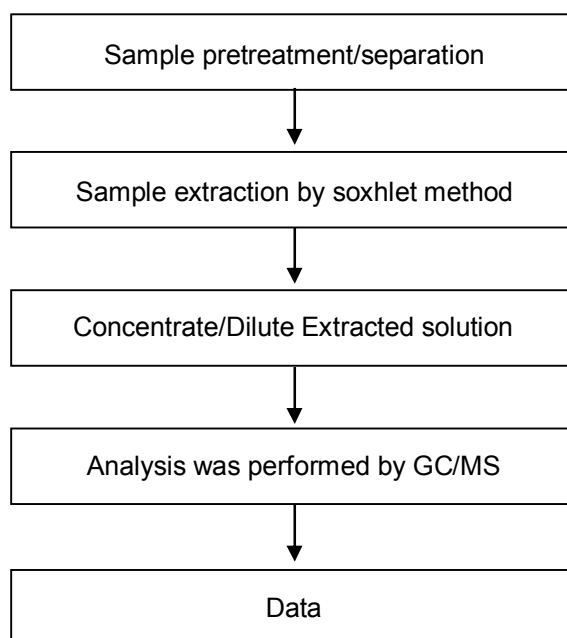 Sample pretreatment/separation
Sample extraction by soxhlet method
Concentrate/Dilute Extracted solution
Analysis was performed by GC/MS
Data